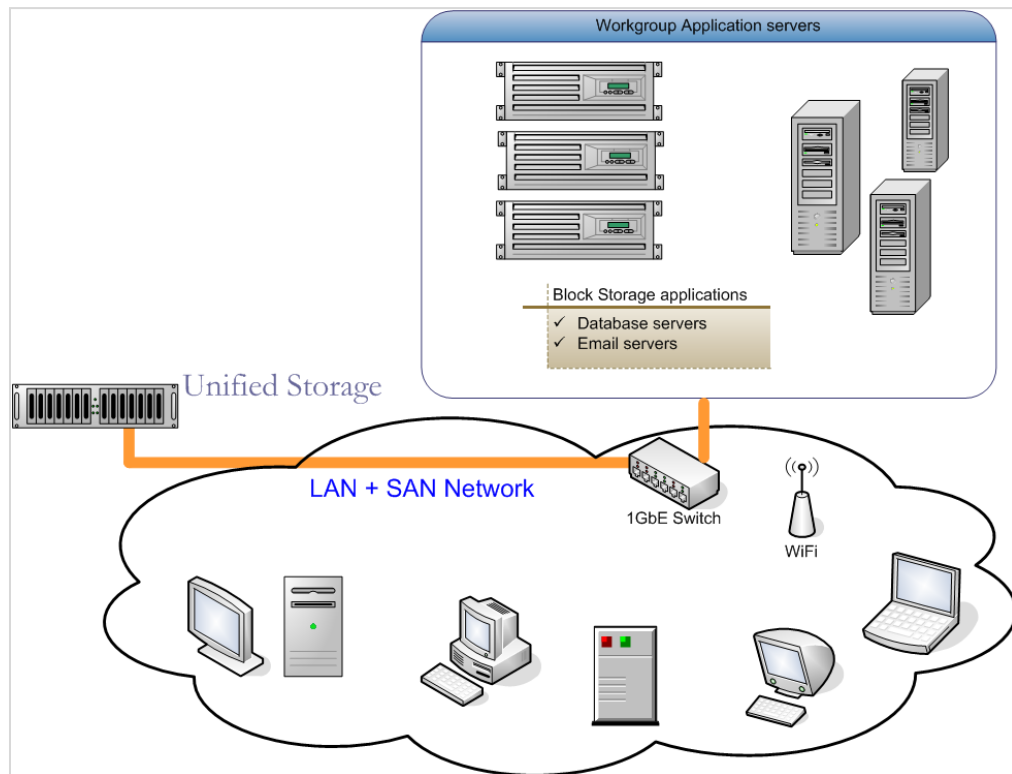 Workgroup Application servers
Block Storage applications
✓ Database servers
✓ Email servers
Unified Storage
LAN + SAN Network
1GbE Switch
WiFi